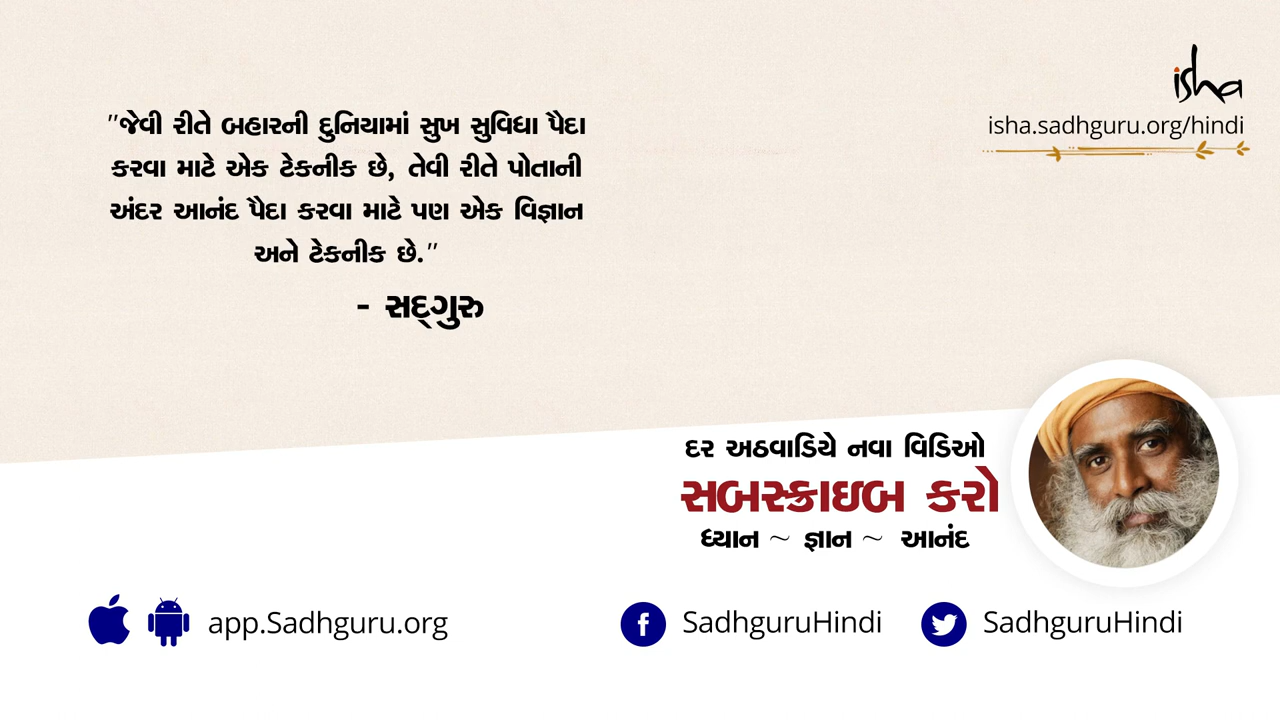 "જેવી રીતે બહારની દુનિયામાં સુખ સુવિધા પૈદા
કરવા માટે એક ટેકનીક છે, તેવી રીતે પોતાની
અંદર આનંદ પૈદા કરવા માટે પણ એક વિજ્ઞાન
અને ટેકનીક છે."
- સદ્‌ગુરુ
isha
isha.sadhguru.org/hindi
દર અઠવાડિયે નવા વિડિઓ
સબસ્ક્રાઇબ કરો
ધ્યાન ~ જ્ઞાન ~ આનંદ
app.Sadhguru.org
SadhguruHindi
SadhguruHindi